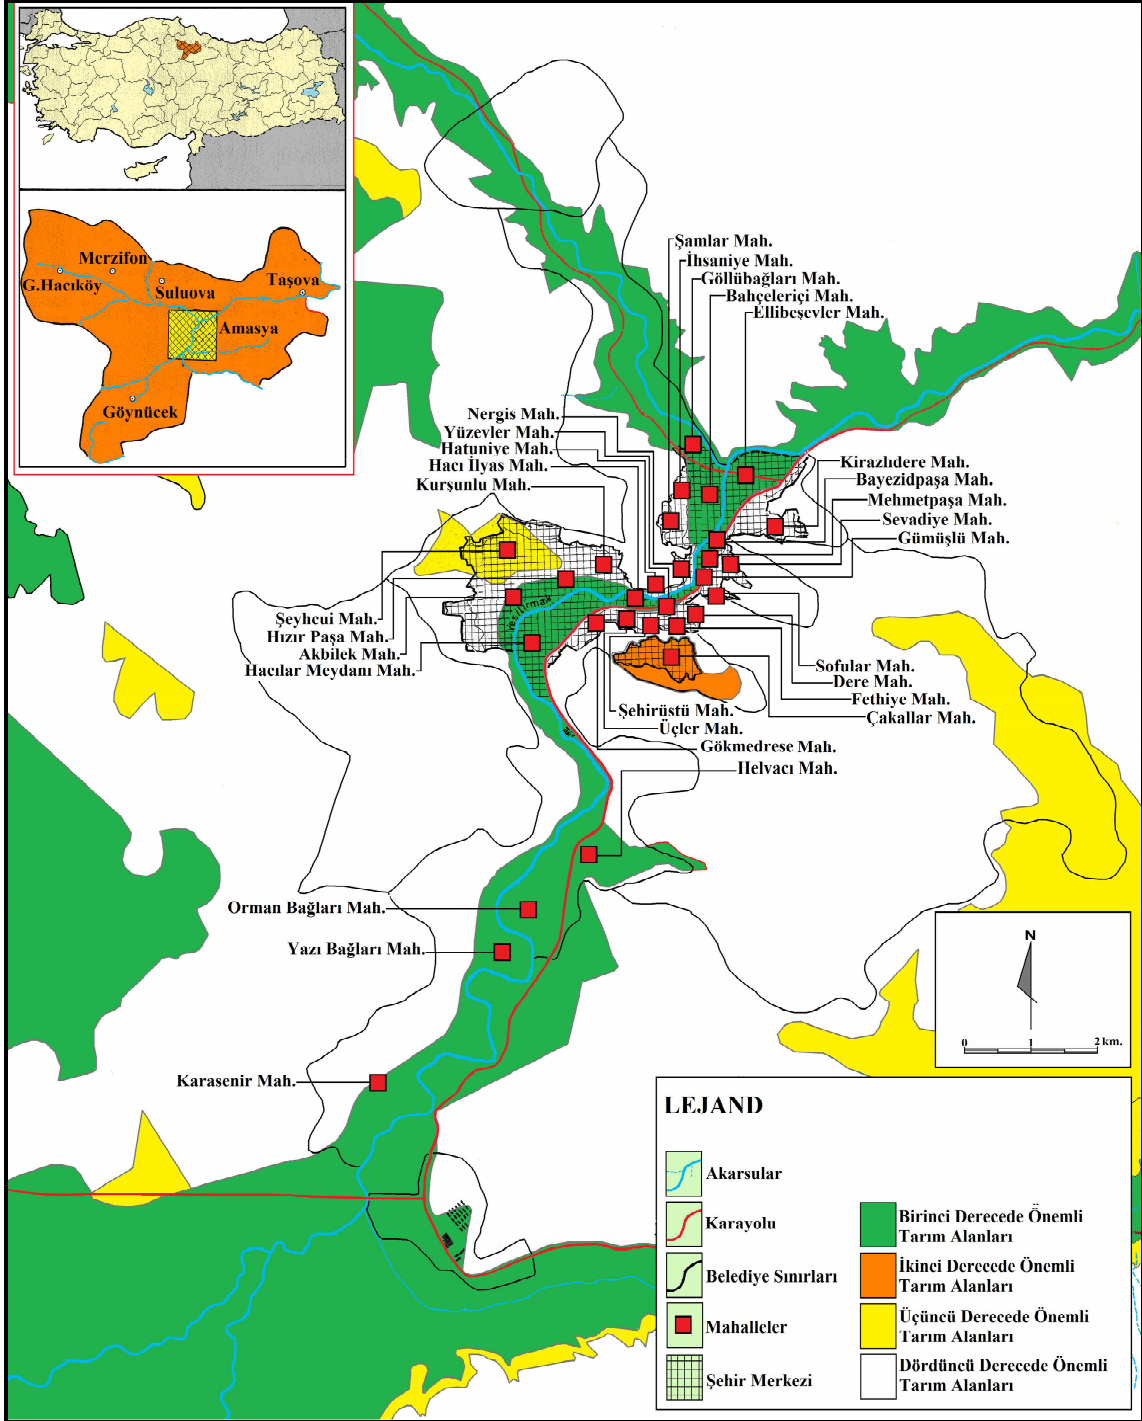 Merzifon
G.Hacıköy
Suluova
Taşova
Amasya
Göynücek
Şamlar Mah.
İhsaniye Mah.
Göllübağları Mah.
Bahçeleriçi Mah.
Ellibeşevler Mah.
Nergis Mah.
Yüzevler Mah.
Hatuniye Mah.
Hacı İlyas Mah.
Kurşunlu Mah.
Kirazlıdere Mah.
Bayezidpaşa Mah.
Mehmetpaşa Mah.
Sevadiye Mah.
Gümüşlü Mah.
Yeşilırmak
Şeyhcui Mah.
Hızır Paşa Mah.
Akbilek Mah.
Hacılar Meydanı Mah.
Sofular Mah.
Dere Mah.
Fethiye Mah.
Çakallar Mah.
Şehirüstü Mah.
Üçler Mah.
Gökmedrese Mah.
Helvacı Mah.
Orman Bağları Mah.
Yazı Bağları Mah.
Karasenir Mah.
N
0 1 2 km.
LEJAND
Akarsular
Karayolu
Belediye Sınırları
Mahalleler
Şehir Merkezi
Birinci Derecede Önemli
Tarım Alanları
İkinci Derecede Önemli
Tarım Alanları
Üçüncü Derecede Önemli
Tarım Alanları
Dördüncü Derecede Önemli
Tarım Alanları